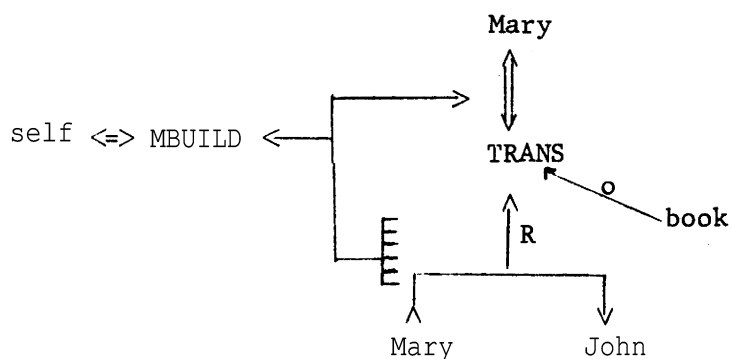 Mary
self <=> MBUILD
TRANS
o
book
R
Mary John